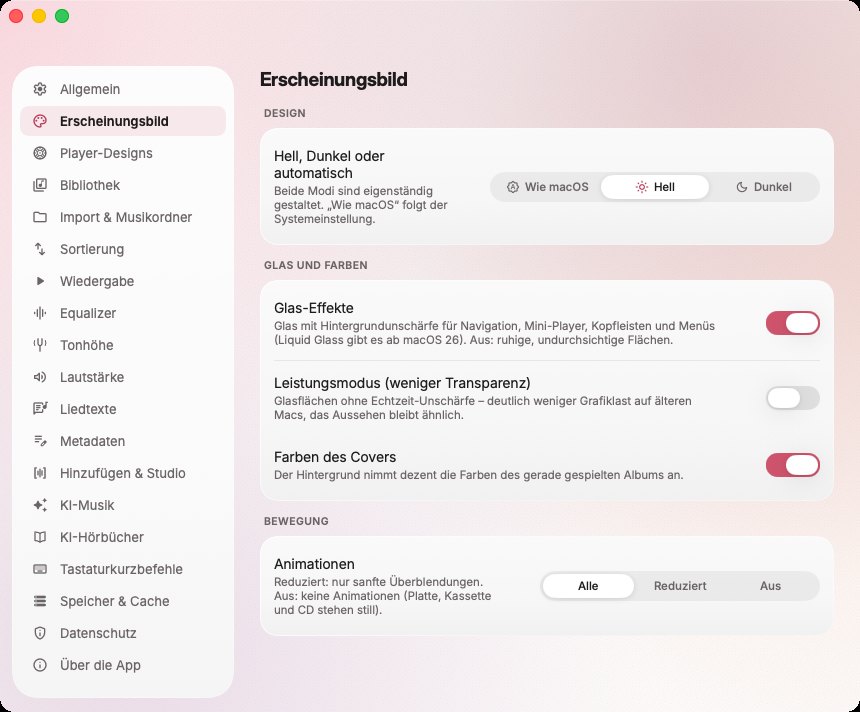 Allgemein
Erscheinungsbild
Player-Designs
Bibliothek
Import & Musikordner
Sortierung
Wiedergabe
Equalizer
Tonhöhe
Lautstärke
Liedtexte
Metadaten
Hinzufügen & Studio
KI-Musik
KI-Hörbücher
Tastaturkurzbefehle
Speicher & Cache
Datenschutz
Über die App
Erscheinungsbild
DESIGN
Hell, Dunkel oder
automatisch
Beide Modi sind eigenständig
gestaltet. „Wie macOS“ folgt der
Systemeinstellung.
Wie macOS Hell Dunkel
GLAS UND FARBEN
Glas-Effekte
Glas mit Hintergrundunschärfe für Navigation, Mini-Player, Kopfleisten und Menüs
(Liquid Glass gibt es ab macOS 26). Aus: ruhige, undurchsichtige Flächen.
Leistungsmodus (weniger Transparenz)
Glasflächen ohne Echtzeit-Unschärfe – deutlich weniger Grafiklast auf älteren
Macs, das Aussehen bleibt ähnlich.
Farben des Covers
Der Hintergrund nimmt dezent die Farben des gerade gespielten Albums an.
BEWEGUNG
Animationen
Reduziert: nur sanfte Überblendungen.
Aus: keine Animationen (Platte, Kassette
und CD stehen still).
Alle Reduziert Aus